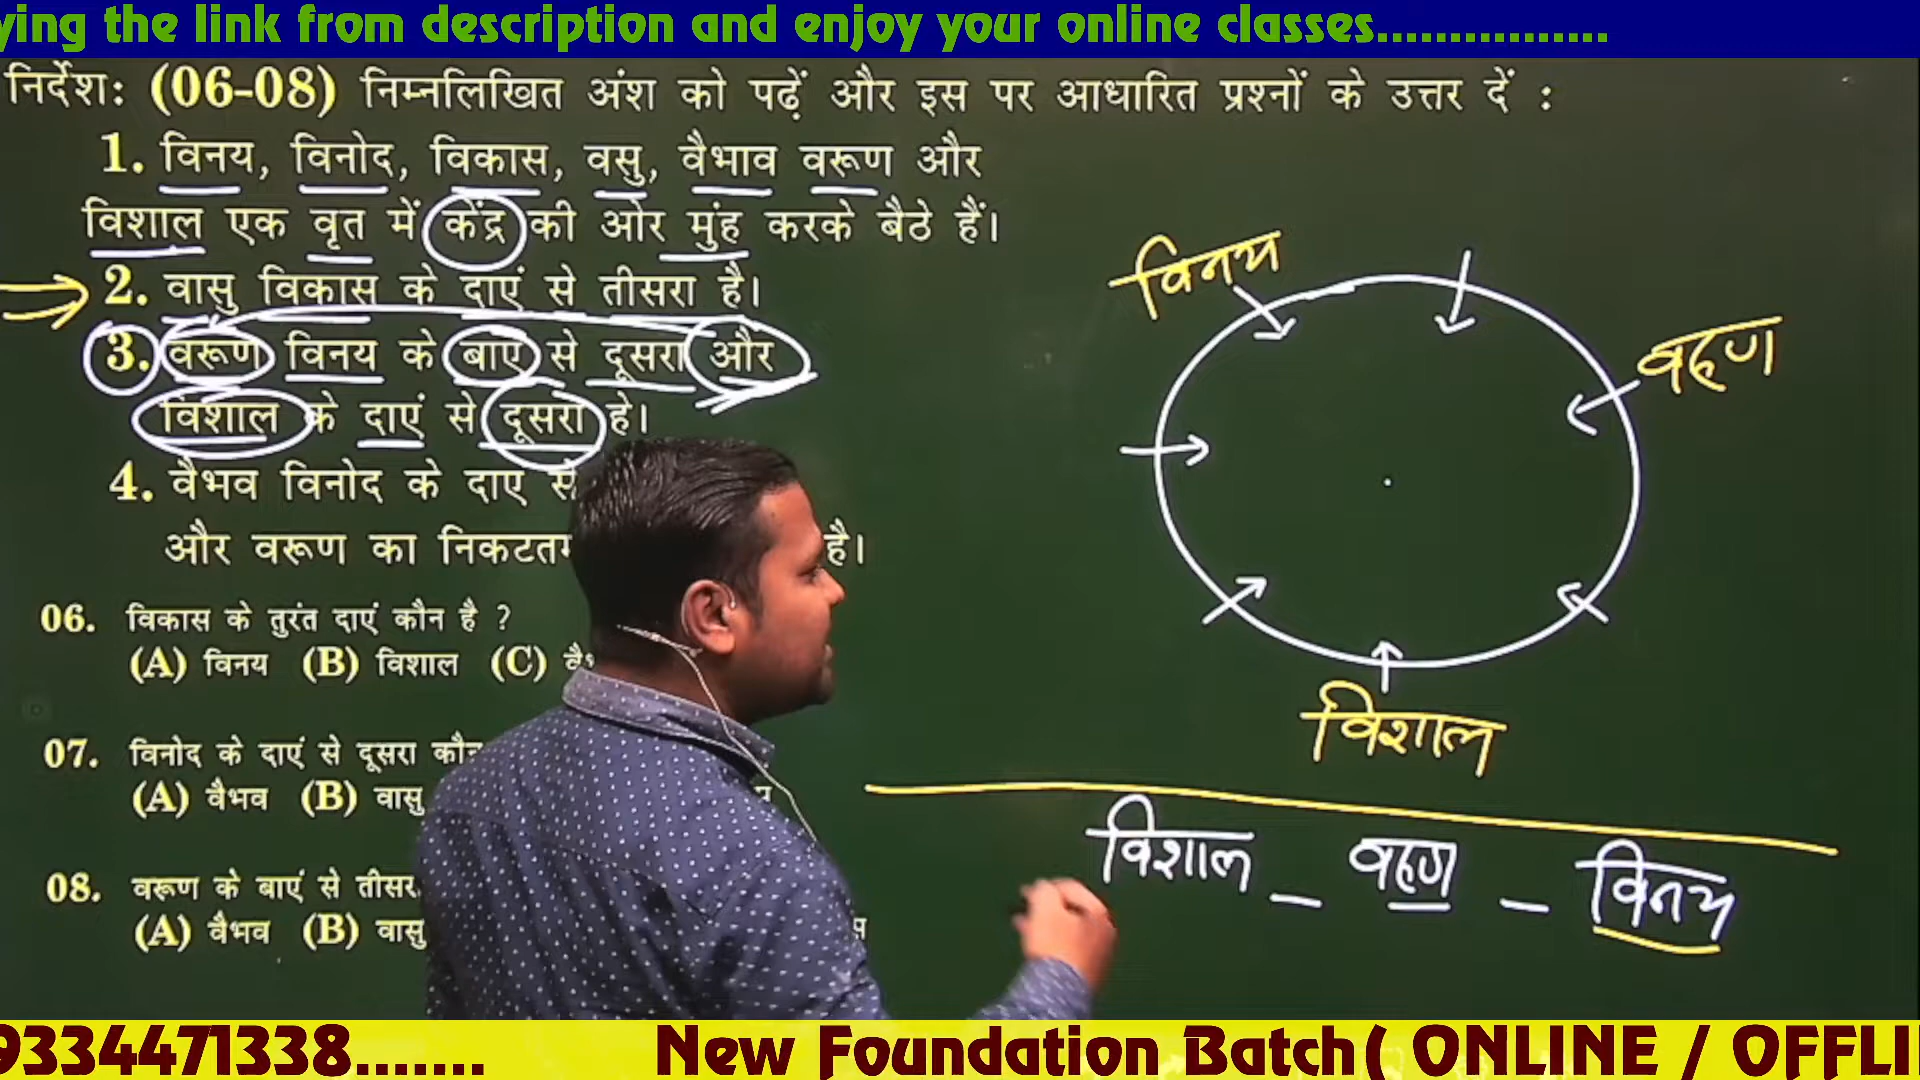 ying the link from description and enjoy your online classes................
निर्देश: (06-08) निम्नलिखित अंश को पढ़ें और इस पर आधारित प्रश्नों के उत्तर दें :
1. विनय, विनोद, विकास, वसु, वैभाव वरूण और
विशाल एक वृत में केंद्र की ओर मुंह करके बैठे हैं।
2. वासु विकास के दाएं से तीसरा है।
3. वरूण विनय के बाएं से दूसरा और
विशाल के दाएं से दूसरा हे।
4. वैभव विनोद के दाए से
और वरूण का है।
06. विकास के तुरंत दाएं कौन है ?
(A) विनय (B) विशाल (C)
07. विनोद के दाएं से दूसरा
(A) वैभव (B) वासु
08. वरूण के बाएं से
(A) वैभव (B) वासु
विनय
वरूण
विशाल
विशाल _ वरूण _ विनय
9334471338....... New Foundation Batch( ONLINE / OFFLI